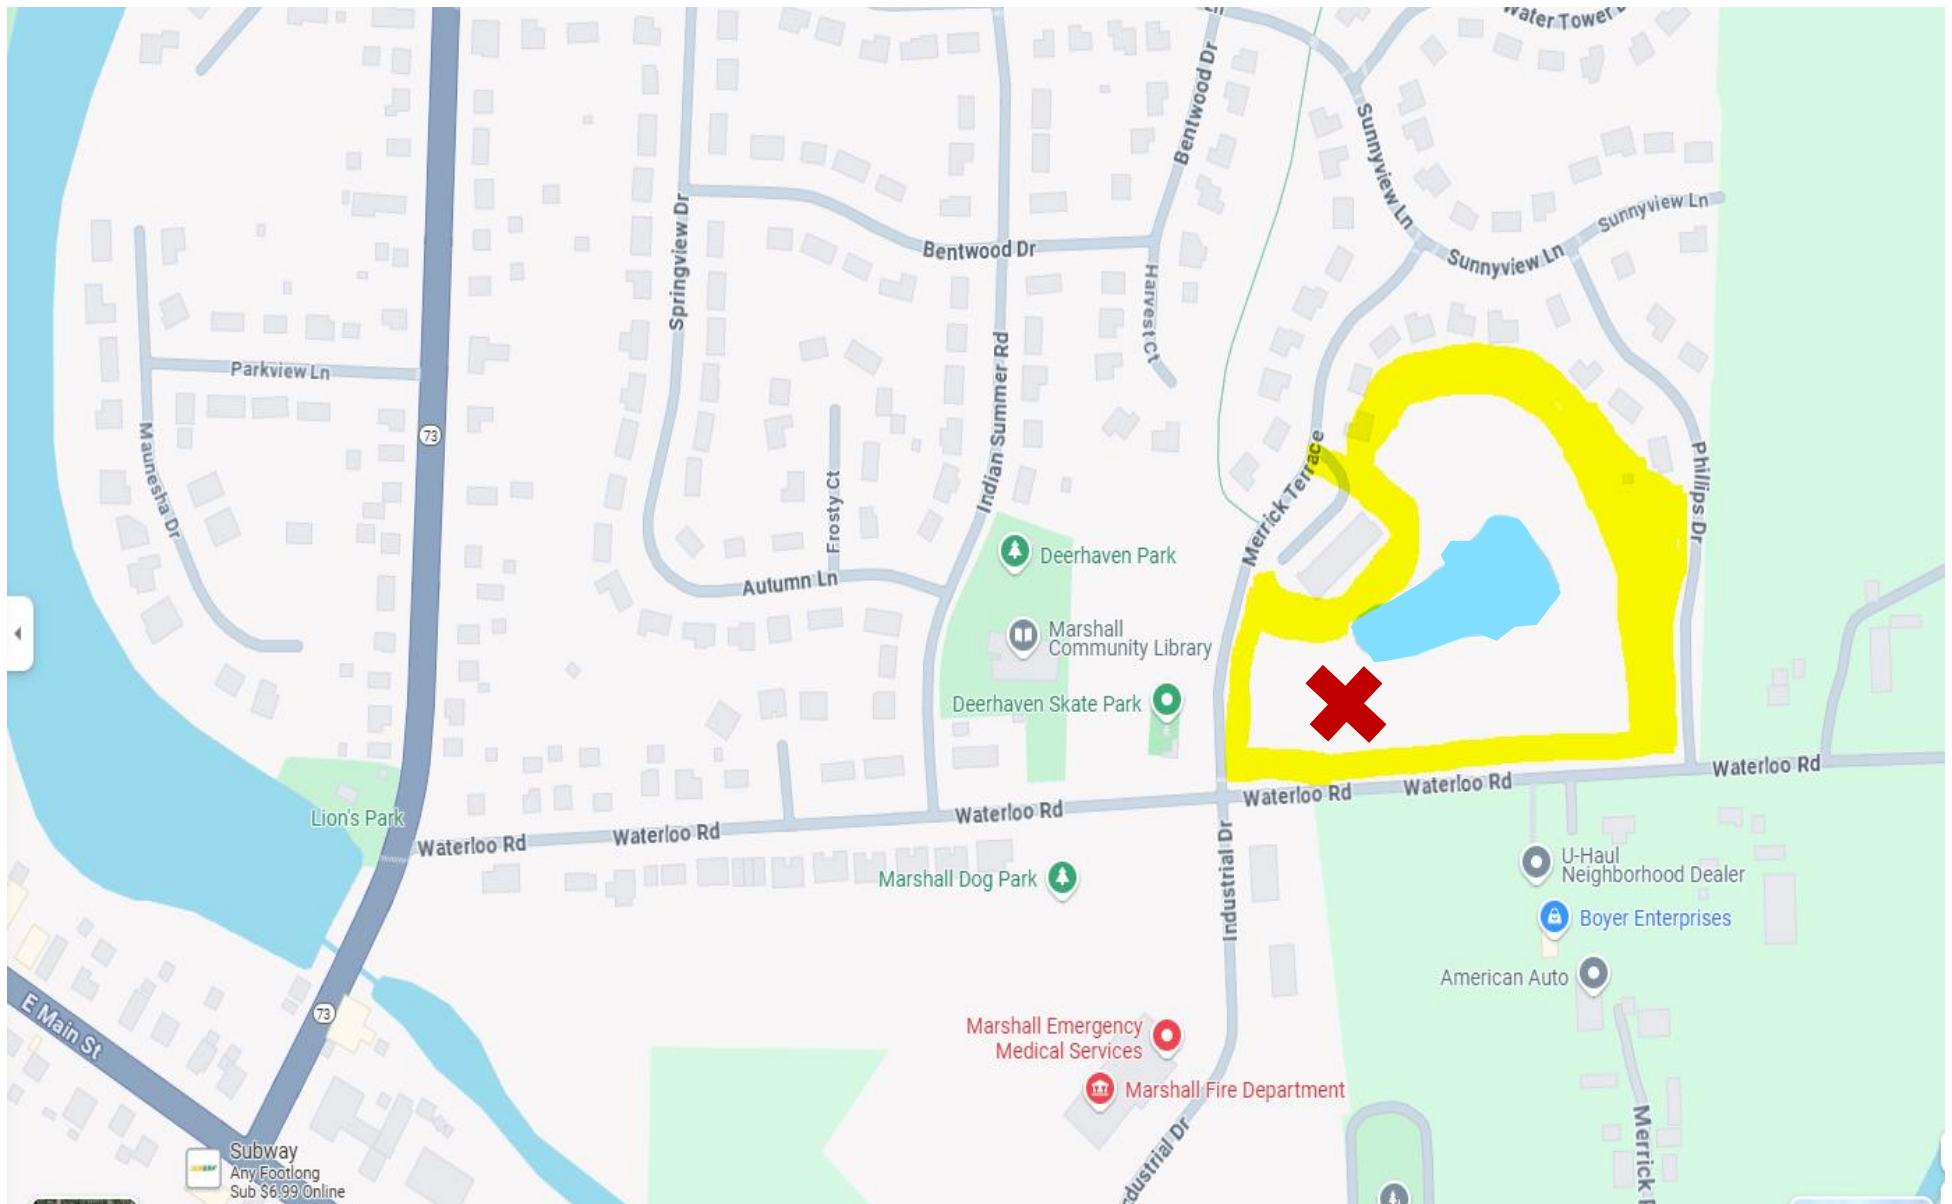 Water Tower
Ln
Bentwood Dr
Sunnyview Ln
Sunnyview Ln
Sunnyview Ln
Springview Dr
Bentwood Dr
Harvest Ct
Parkview Ln
73
Indian Summer Rd
Maunesha Dr
Frosty Ct
Merrick Terrace
Phillips Dr
Deerhaven Park
Autumn Ln
Marshall
Community Library
Deerhaven Skate Park
Lion's Park
Waterloo Rd
Waterloo Rd
Waterloo Rd
Waterloo Rd
Waterloo Rd
Waterloo Rd
Marshall Dog Park
Industrial Dr
U-Haul
Neighborhood Dealer
Boyer Enterprises
American Auto
73
E Main St
Marshall Emergency
Medical Services
Marshall Fire Department
dustrial Dr
Merrick
Subway
Any Footlong
Sub $6.99 Online